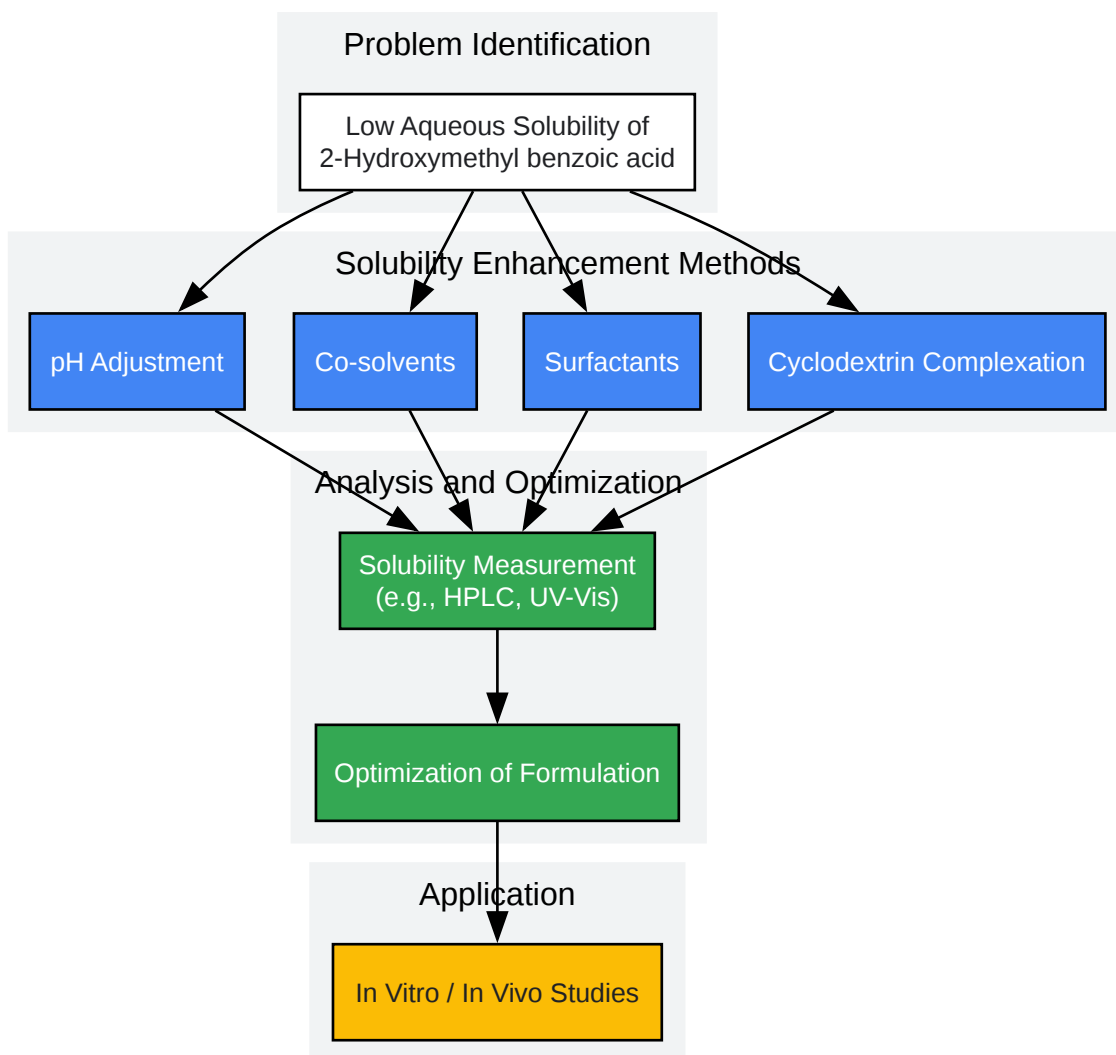 Problem Identification
Low Aqueous Solubility of
2-Hydroxymethyl benzoic acid
Solubility Enhancement Methods
pH Adjustment
Co-solvents
Surfactants
Cyclodextrin Complexation
Analysis and Optimization
Solubility Measurement
(e.g., HPLC, UV-Vis)
Optimization of Formulation
Application
In Vitro / In Vivo Studies